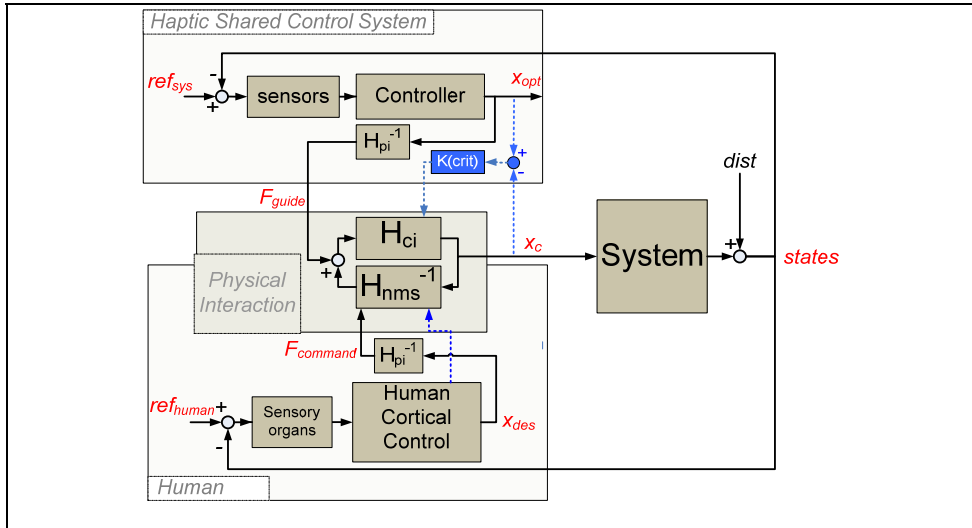 Haptic Shared Control System
ref_sys
-
+
sensors
Controller
x_opt
H_pi^-1
K(crit)
+
-
F_guide
H_ci
+
H_nms^-1
Physical
Interaction
x_c
System
dist
+
states
F_command
H_pi^-1
ref_human
+
-
Sensory
organs
Human
Cortical
Control
x_des
Human